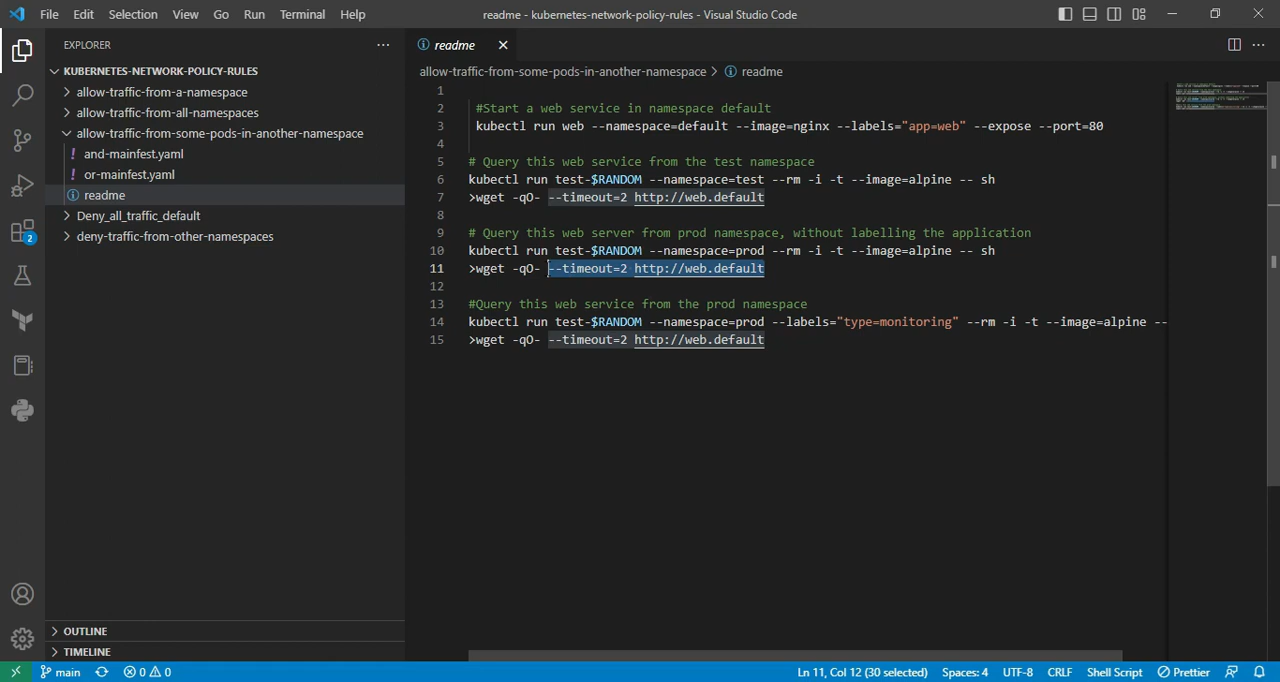 File Edit Selection View Go Run Terminal Help
readme - kubernetes-network-policy-rules - Visual Studio Code
EXPLORER
KUBERNETES-NETWORK-POLICY-RULES
allow-traffic-from-a-namespace
allow-traffic-from-all-namespaces
allow-traffic-from-some-pods-in-another-namespace
! and-mainfest.yaml
! or-mainfest.yaml
readme
Deny_all_traffic_default
deny-traffic-from-other-namespaces
2
OUTLINE
TIMELINE
readme
allow-traffic-from-some-pods-in-another-namespace > readme
1
2 #Start a web service in namespace default
3 kubectl run web --namespace=default --image=nginx --labels="app=web" --expose --port=80
4
5 # Query this web service from the test namespace
6 kubectl run test-$RANDOM --namespace=test --rm -i -t --image=alpine -- sh
7 >wget -qO- --timeout=2 http://web.default
8
9 # Query this web server from prod namespace, without labelling the application
10 kubectl run test-$RANDOM --namespace=prod --rm -i -t --image=alpine -- sh
11 >wget -qO- --timeout=2 http://web.default
12
13 #Query this web service from the prod namespace
14 kubectl run test-$RANDOM --namespace=prod --labels="type=monitoring" --rm -i -t --image=alpine --
15 >wget -qO- --timeout=2 http://web.default
main 0 0 Ln 11, Col 12 (30 selected) Spaces: 4 UTF-8 CRLF Shell Script Prettier